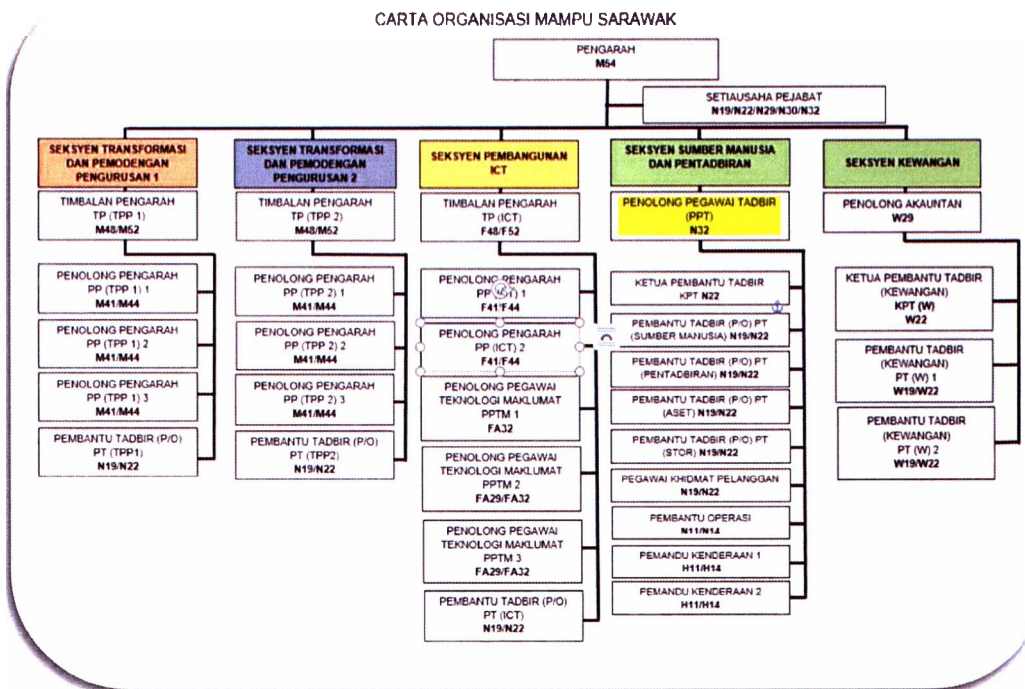 CARTA ORGANISASI MAMPU SARAWAK
PENGARAH
M54
SETIAUSAHA PEJABAT
N19/N22/N29/N30/N32
SEKSYEN TRANSFORMASI
DAN PEMODENGAN
PENGURUSAN 1
TIMBALAN PENGARAH
TP (TPP 1)
M48/M52
PENOLONG PENGARAH
PP (TPP 1) 1
M41/M44
PENOLONG PENGARAH
PP (TPP 1) 2
M41/M44
PENOLONG PENGARAH
PP (TPP 1) 3
M41/M44
PEMBANTU TADBIR (P/O)
PT (TPP1)
N19/N22
SEKSYEN TRANSFORMASI
DAN PEMODENGAN
PENGURUSAN 2
TIMBALAN PENGARAH
TP (TPP 2)
M48/M52
PENOLONG PENGARAH
PP (TPP 2) 1
M41/M44
PENOLONG PENGARAH
PP (TPP 2) 2
M41/M44
PENOLONG PENGARAH
PP (TPP 2) 3
M41/M44
PEMBANTU TADBIR (P/O)
PT (TPP2)
N19/N22
SEKSYEN PEMBANGUNAN
ICT
TIMBALAN PENGARAH
TP (ICT)
F48/F52
PENOLONG PENGARAH
PP 1
F41/F44
PENOLONG PENGARAH
PP (ICT) 2
F41/F44
PENOLONG PEGAWAI
TEKNOLOGI MAKLUMAT
PPTM 1
FA32
PENOLONG PEGAWAI
TEKNOLOGI MAKLUMAT
PPTM 2
FA29/FA32
PENOLONG PEGAWAI
TEKNOLOGI MAKLUMAT
PPTM 3
FA29/FA32
PEMBANTU TADBIR (P/O)
PT (ICT)
N19/N22
SEKSYEN SUMBER MANUSIA
DAN PENTADBIRAN
PENOLONG PEGAWAI TADBIR
(PPT)
N32
KETUA PEMBANTU TADBIR
KPT N22
PEMBANTU TADBIR (P/O) PT
(SUMBER MANUSIA) N19/N22
PEMBANTU TADBIR (P/O) PT
(PENTADBIRAN) N19/N22
PEMBANTU TADBIR (P/O) PT
(ASET) N19/N22
PEMBANTU TADBIR (P/O) PT
(STOR) N19/N22
PEGAWAI KHIDMAT PELANGGAN
N19/N22
PEMBANTU OPERASI
N11/N14
PEMANDU KENDERAAN 1
H11/H14
PEMANDU KENDERAAN 2
H11/H14
SEKSYEN KEWANGAN
PENOLONG AKAUNTAN
W29
KETUA PEMBANTU TADBIR
(KEWANGAN)
KPT (W)
W22
PEMBANTU TADBIR
(KEWANGAN)
PT (W) 1
W19/W22
PEMBANTU TADBIR
(KEWANGAN)
PT (W) 2
W19/W22